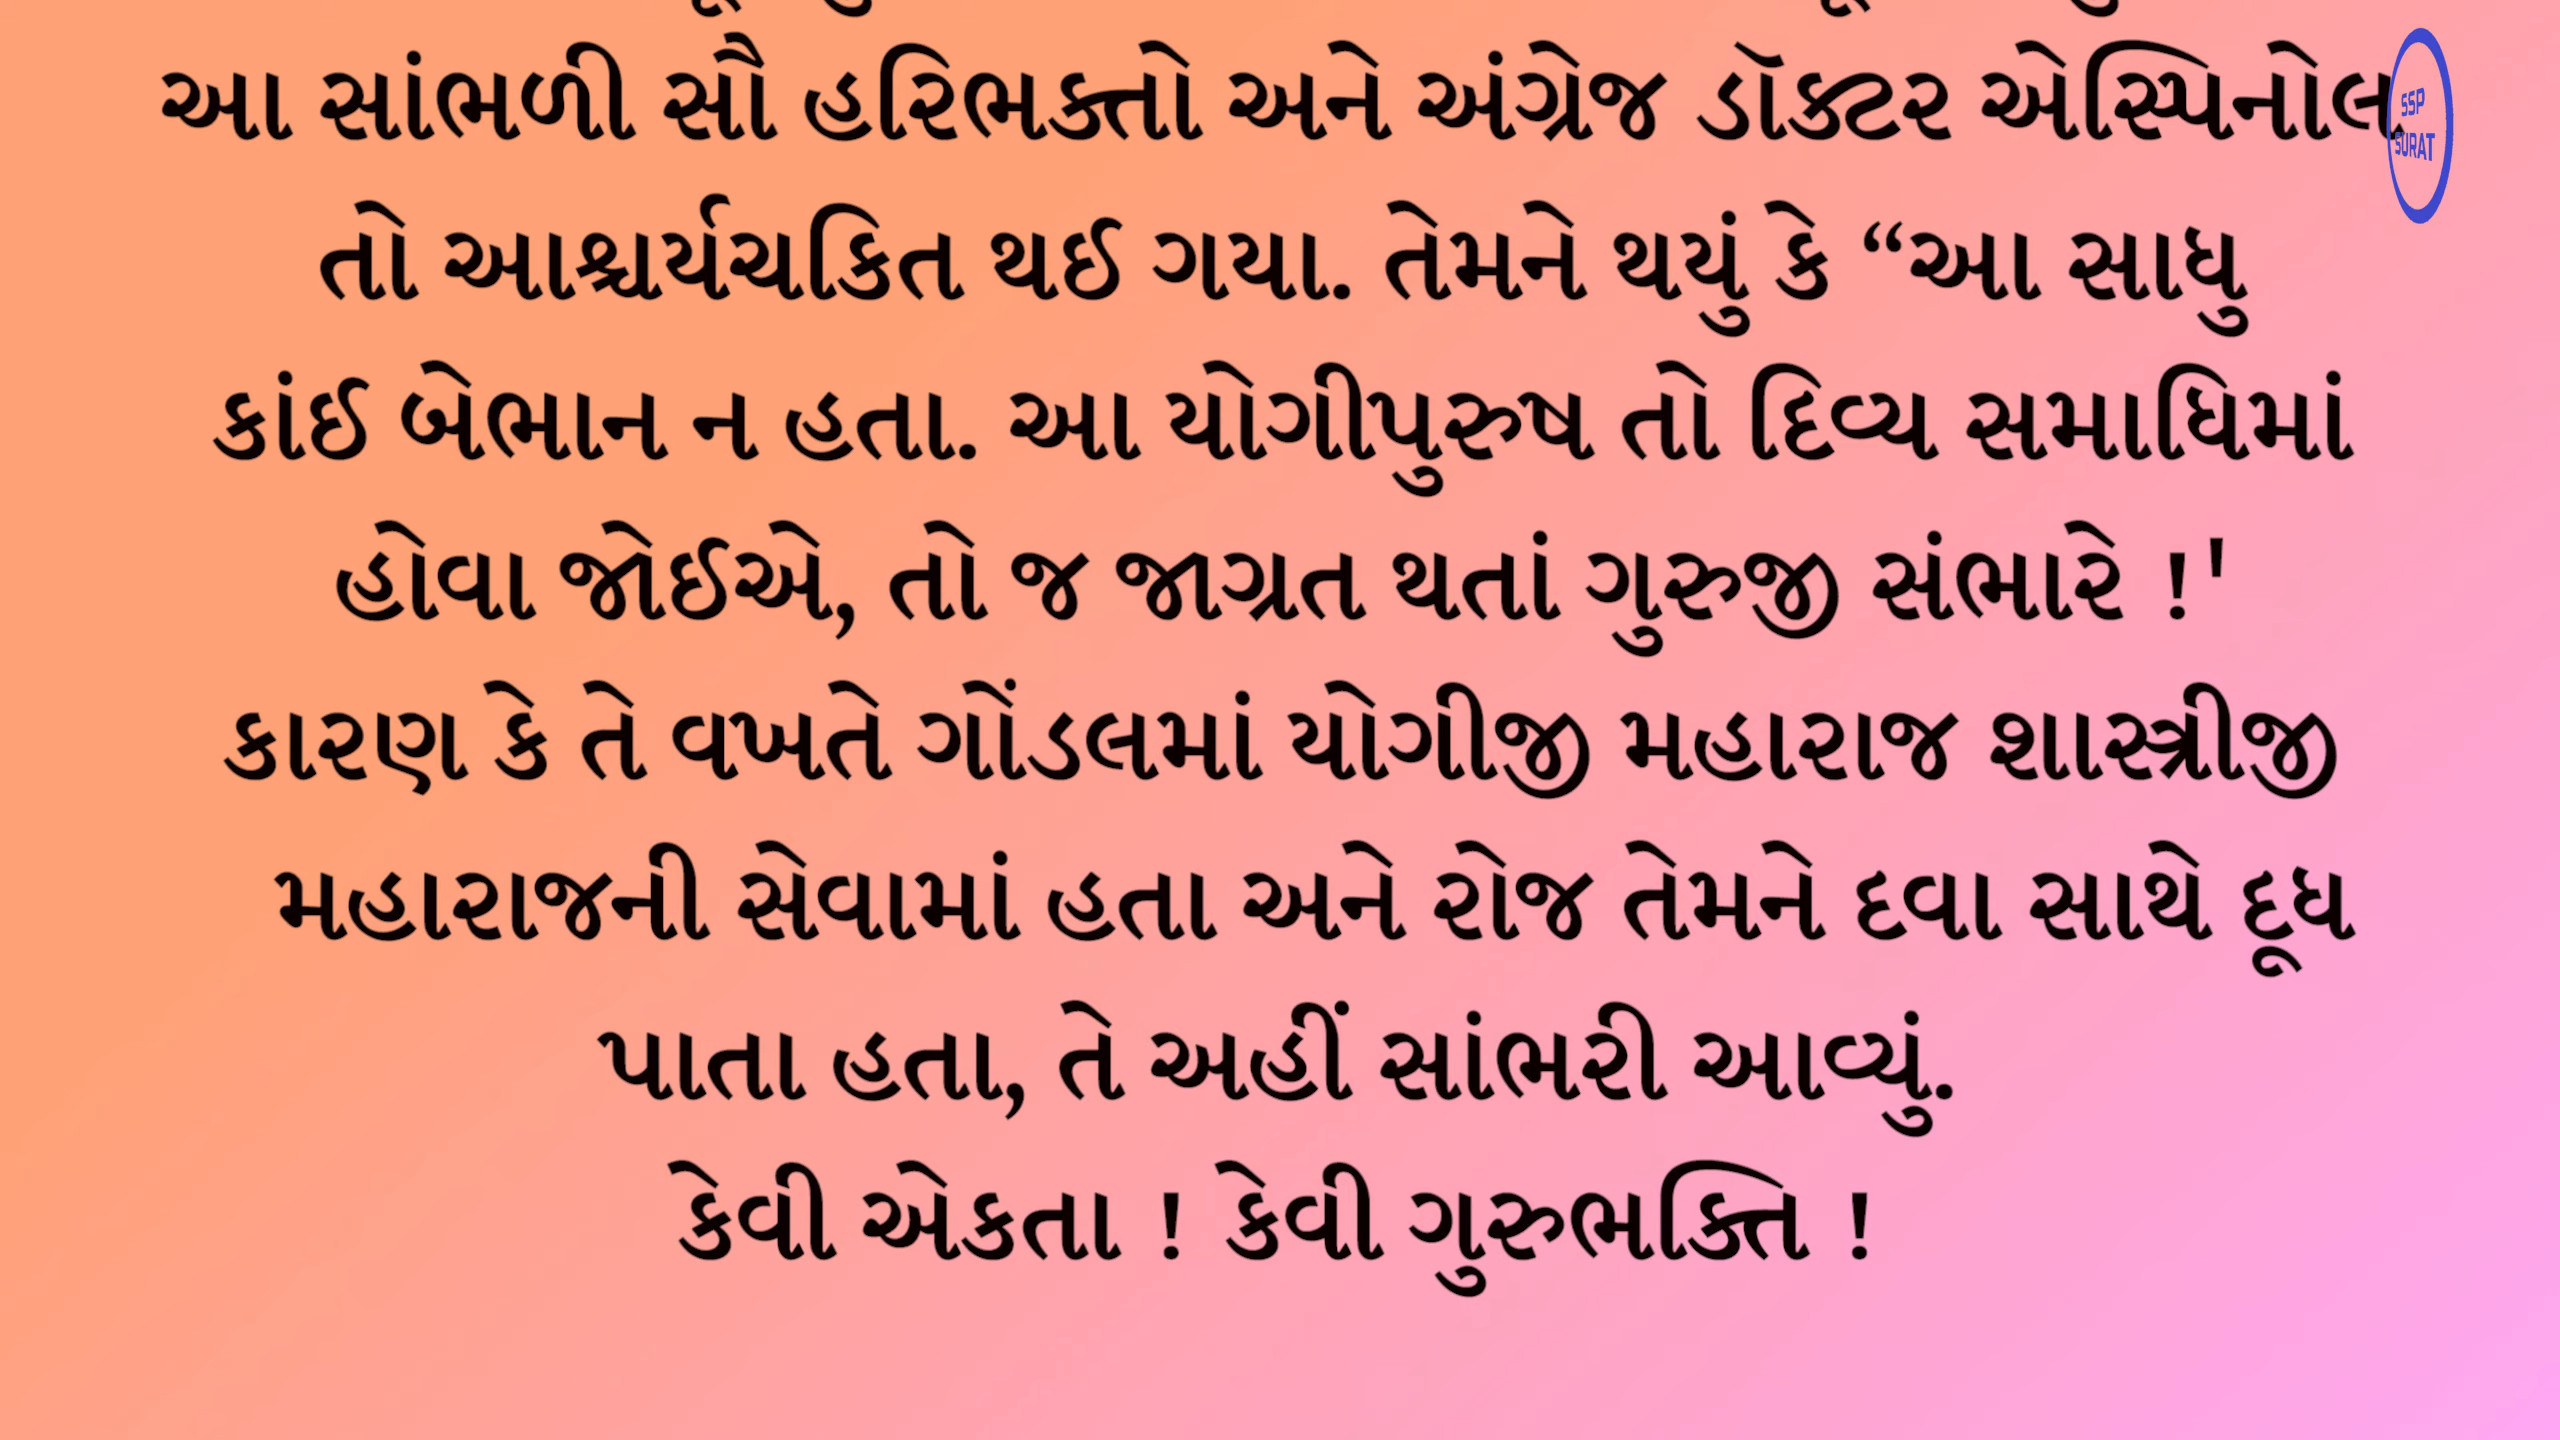 આ સાંભળી સૌ હરિભક્તો અને અંગ્રેજ ડૉક્ટર એસ્પિનોલ
SSP
SURAT
તો આશ્ચર્યચકિત થઈ ગયા. તેમને થયું કે “આ સાધુ
કાંઈ બેભાન ન હતા. આ યોગીપુરુષ તો દિવ્ય સમાધિમાં
હોવા જોઈએ, તો જ જાગ્રત થતાં ગુરુજી સંભારે !'
કારણ કે તે વખતે ગોંડલમાં યોગીજી મહારાજ શાસ્ત્રીજી
મહારાજની સેવામાં હતા અને રોજ તેમને દવા સાથે દૂધ
પાતા હતા, તે અહીં સાંભરી આવ્યું.
કેવી એકતા ! કેવી ગુરુભક્તિ !